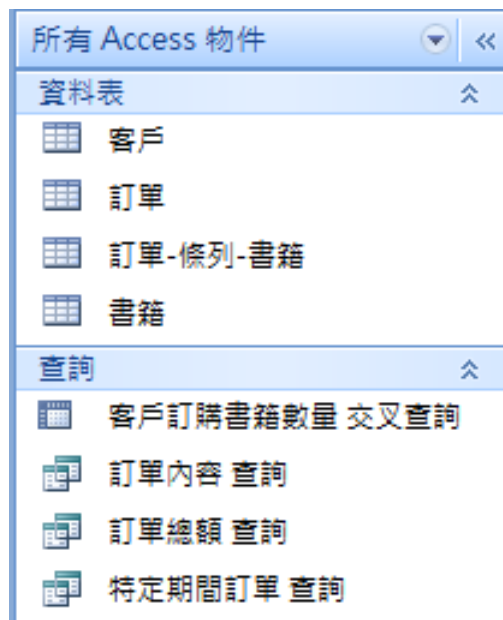 所有 Access 物件
資料表
客戶
訂單
訂單-條列-書籍
書籍
查詢
客戶訂購書籍數量 交叉查詢
訂單內容 查詢
訂單總額 查詢
特定期間訂單 查詢